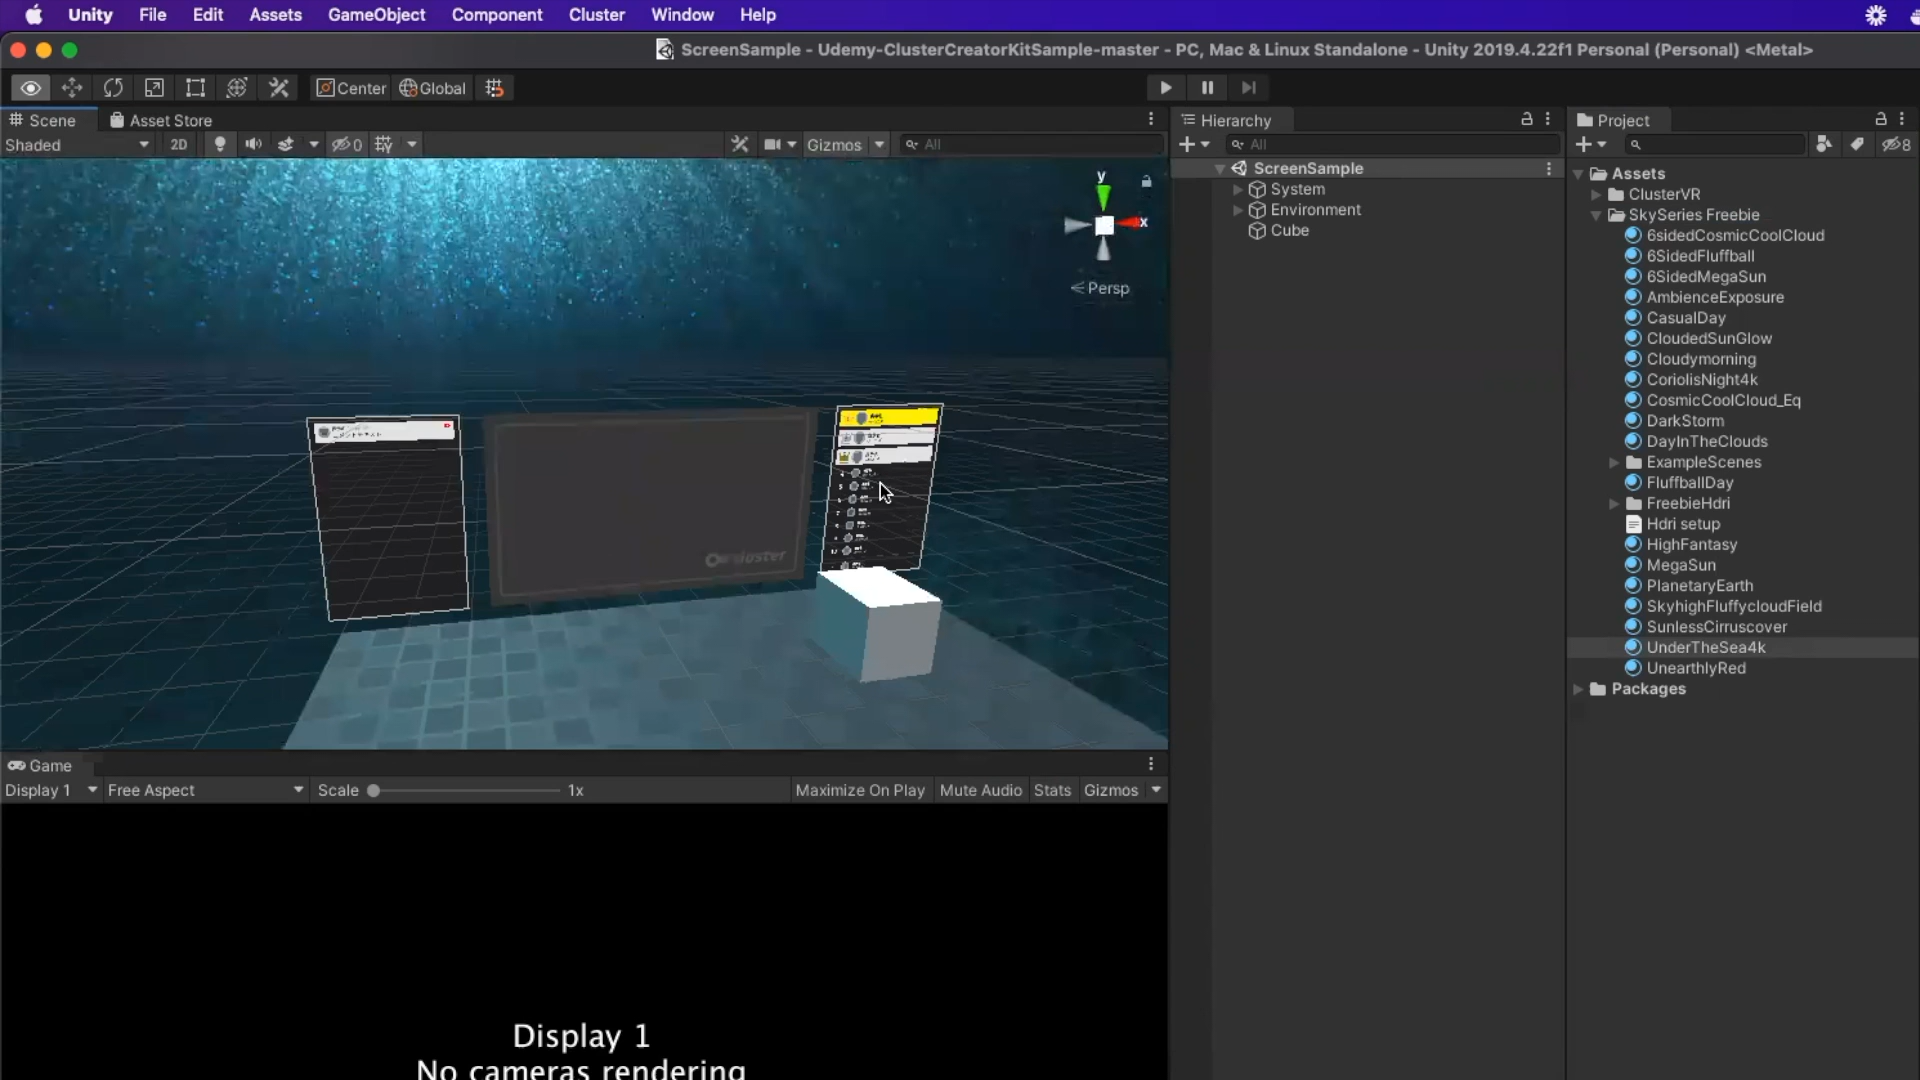 Unity File Edit Assets GameObject Component Cluster Window Help
ScreenSample - Udemy-ClusterCreatorKitSample-master - PC, Mac & Linux Standalone - Unity 2019.4.22f1 Personal (Personal) <Metal>
Center Global
Scene Asset Store
Shaded 2D 0 Gizmos All
y
x
Persp
cluster
Game
Display 1 Free Aspect Scale 1x Maximize On Play Mute Audio Stats Gizmos
Display 1
No cameras rendering
Hierarchy
All
ScreenSample
System
Environment
Cube
Project
8
Assets
ClusterVR
SkySeries Freebie
6sidedCosmicCoolCloud
6SidedFluffball
6SidedMegaSun
AmbienceExposure
CasualDay
CloudedSunGlow
Cloudymorning
CoriolisNight4k
CosmicCoolCloud_Eq
DarkStorm
DayInTheClouds
ExampleScenes
FluffballDay
FreebieHdri
Hdri setup
HighFantasy
MegaSun
PlanetaryEarth
SkyhighFluffycloudField
SunlessCirruscover
UnderTheSea4k
UnearthlyRed
Packages